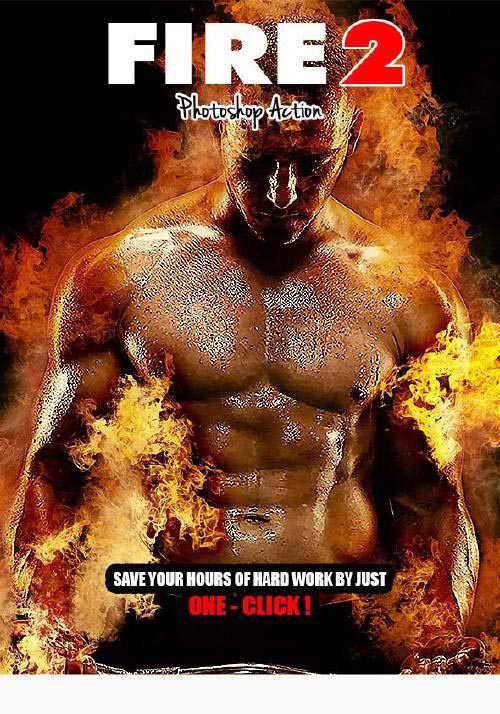 FIRE 2
Photoshop Action
SAVE YOUR HOURS OF HARD WORK BY JUST
ONE - CLICK !